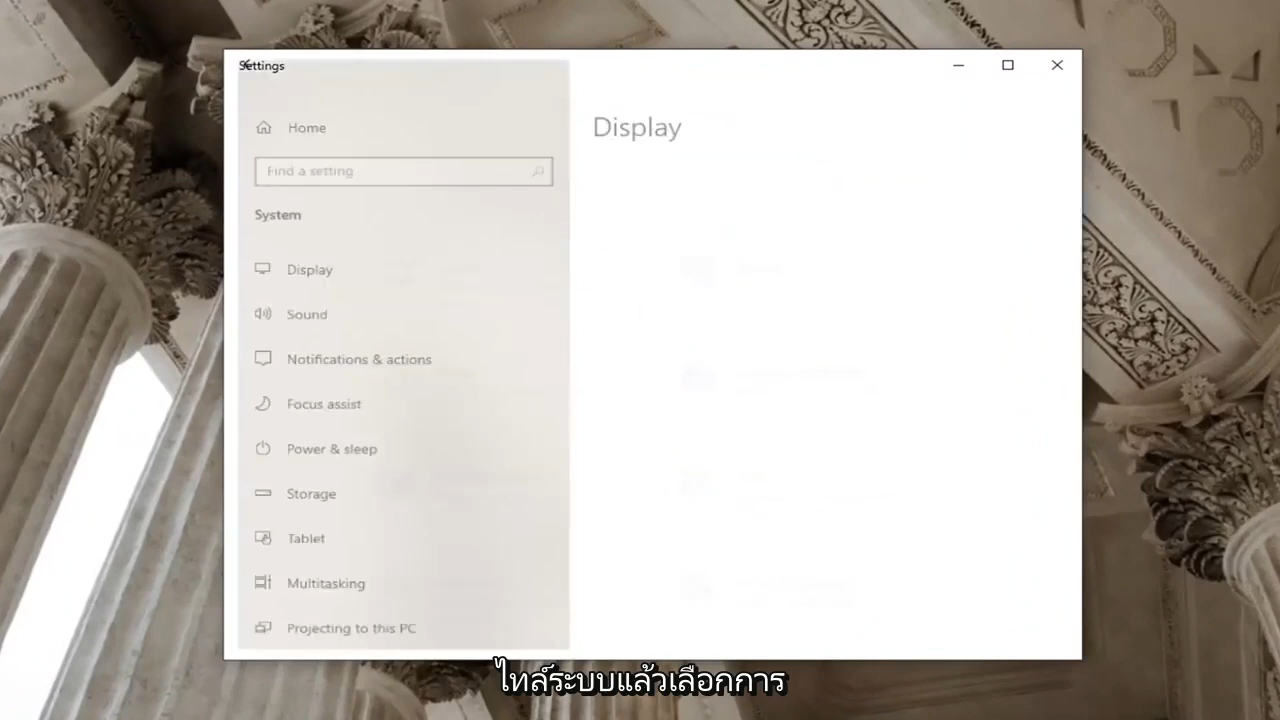 Settings
Home
Display
Find a setting
System
Display
Sound
Notifications & actions
Focus assist
Power & sleep
Storage
Tablet
Multitasking
Projecting to this PC
ไทล์ระบบแล้วเลือกการ